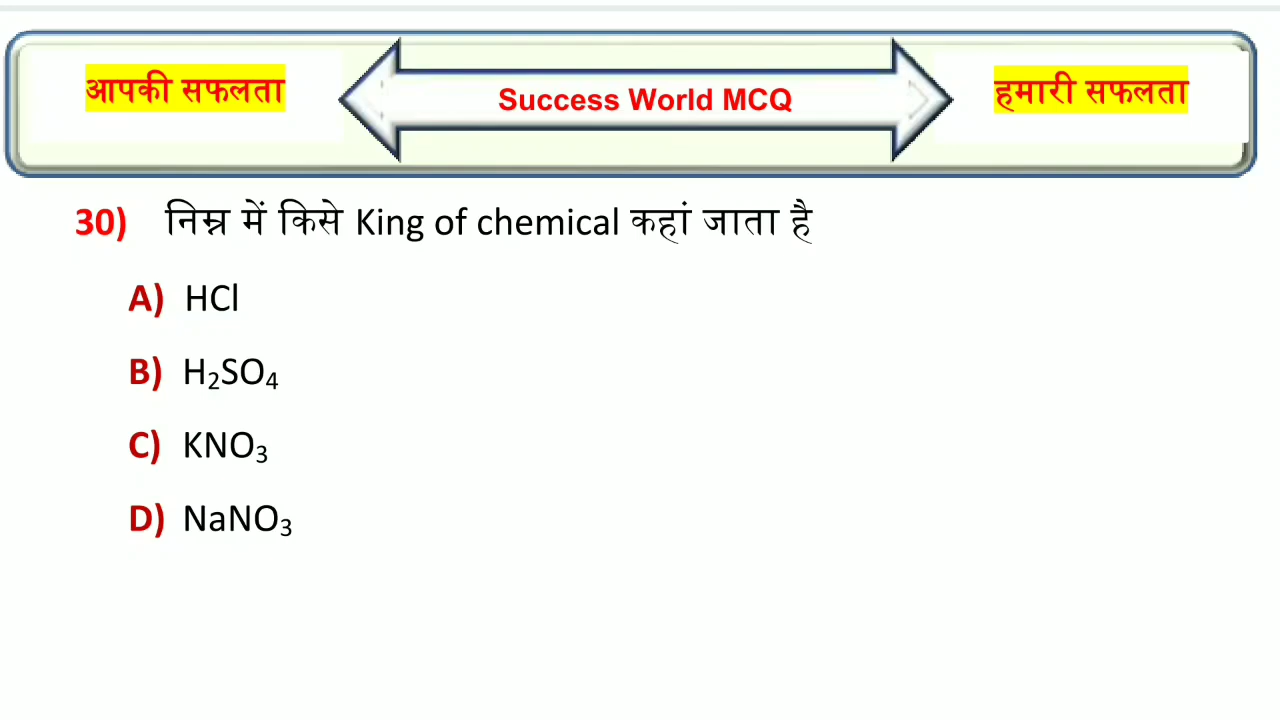 आपकी सफलता
Success World MCQ
हमारी सफलता
30) निम्न में किसे King of chemical कहां जाता है
A) HCl
B) H₂SO₄
C) KNO₃
D) NaNO₃